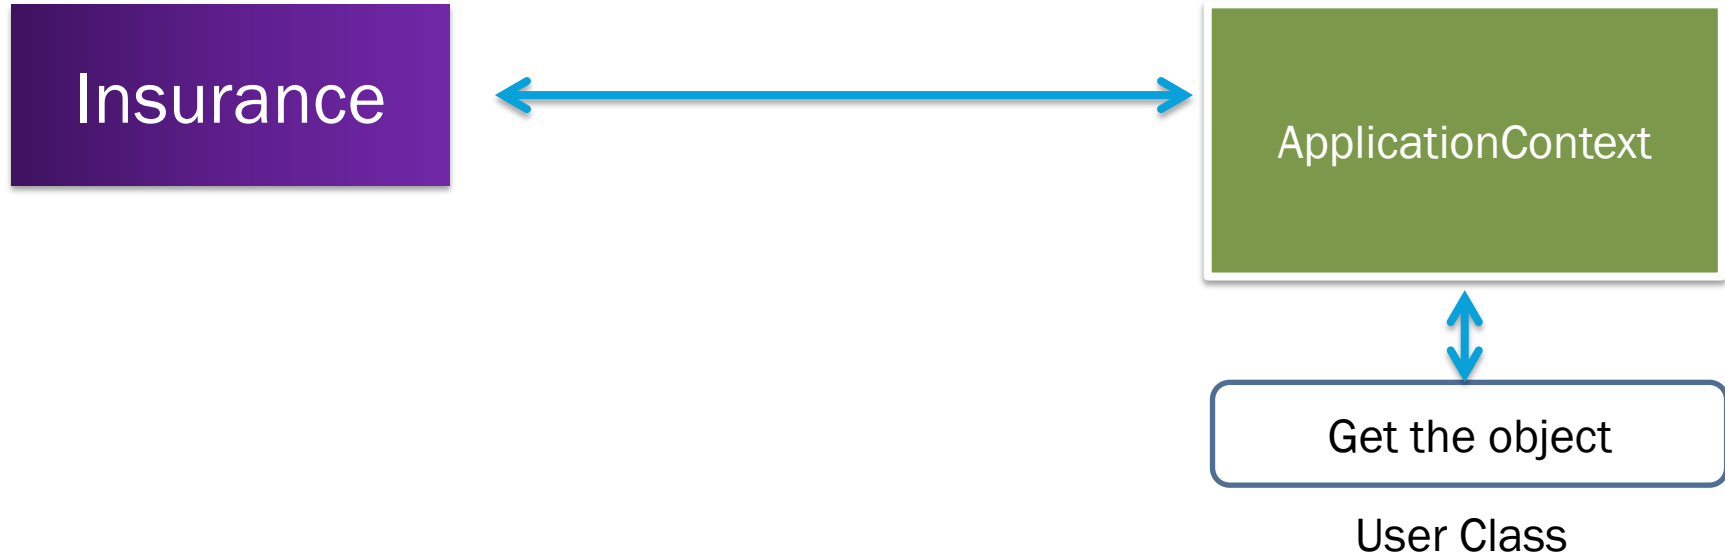 Insurance
ApplicationContext
Get the object
User Class